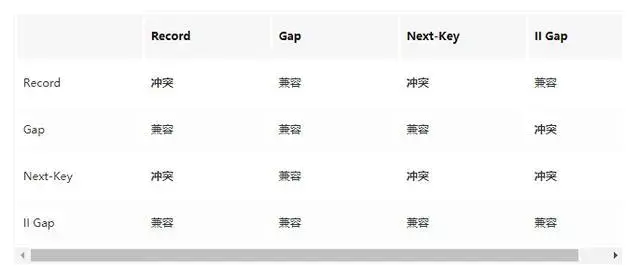 Record Gap Next-Key II Gap
Record 冲突 兼容 冲突 兼容
Gap 兼容 兼容 兼容 冲突
Next-Key 冲突 兼容 冲突 冲突
II Gap 兼容 兼容 兼容 兼容